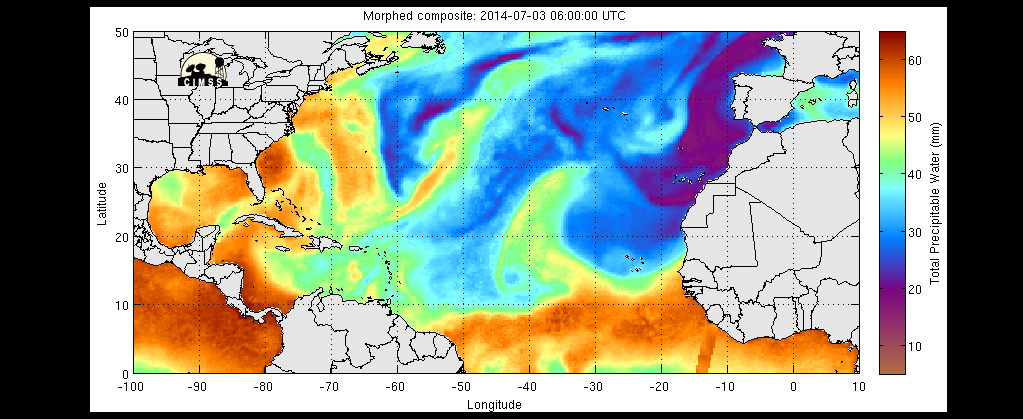 Morphed composite: 2014-07-03 06:00:00 UTC
CIMSS
50
40
30
20
10
0
Latitude
-100 -90 -80 -70 -60 -50 -40 -30 -20 -10 0 10
Longitude
60
50
40
30
20
10
Total Precipitable Water (mm)